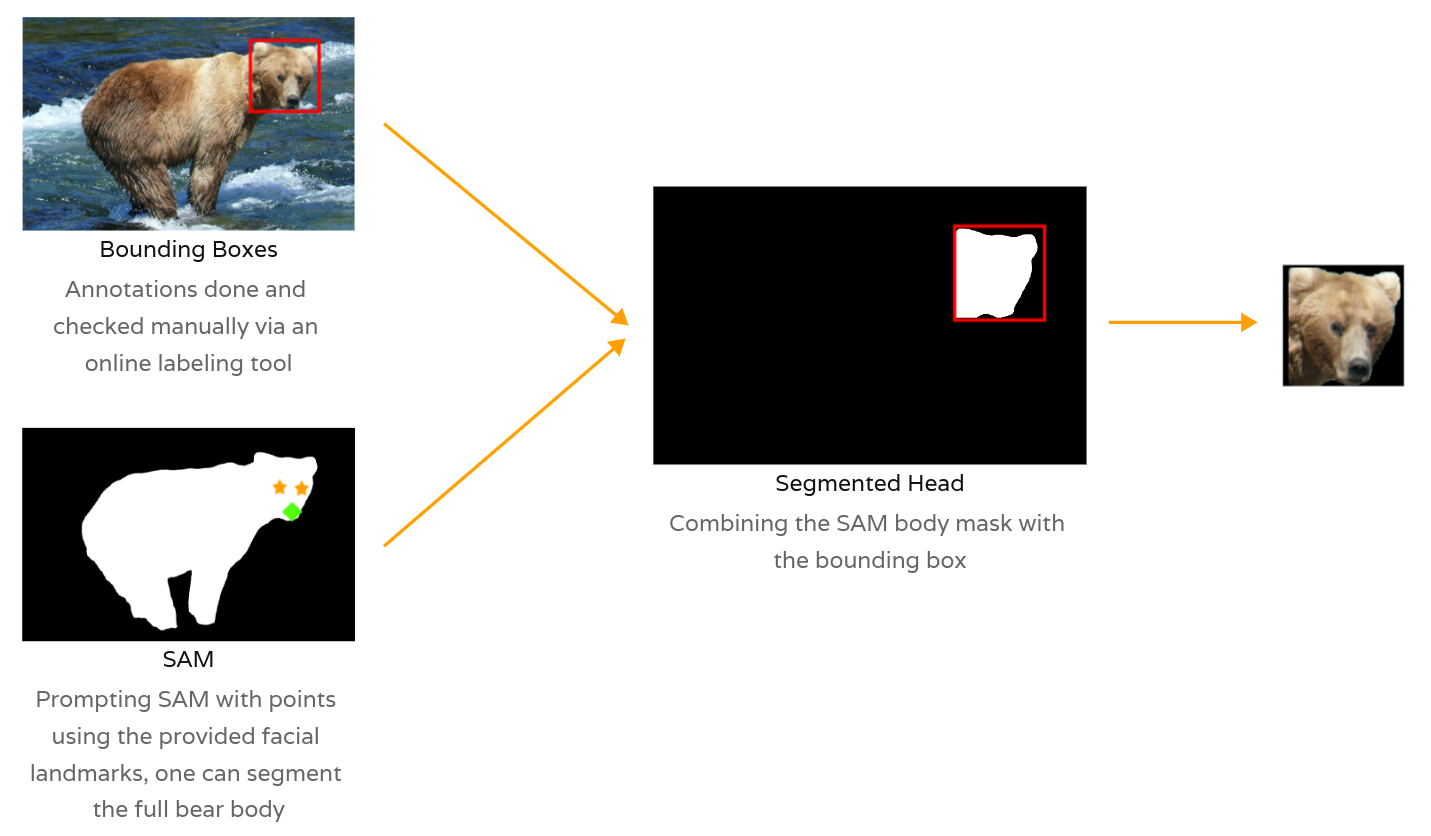 Bounding Boxes
Annotations done and
checked manually via an
online labeling tool
SAM
Prompting SAM with points
using the provided facial
landmarks, one can segment
the full bear body
Segmented Head
Combining the SAM body mask with
the bounding box